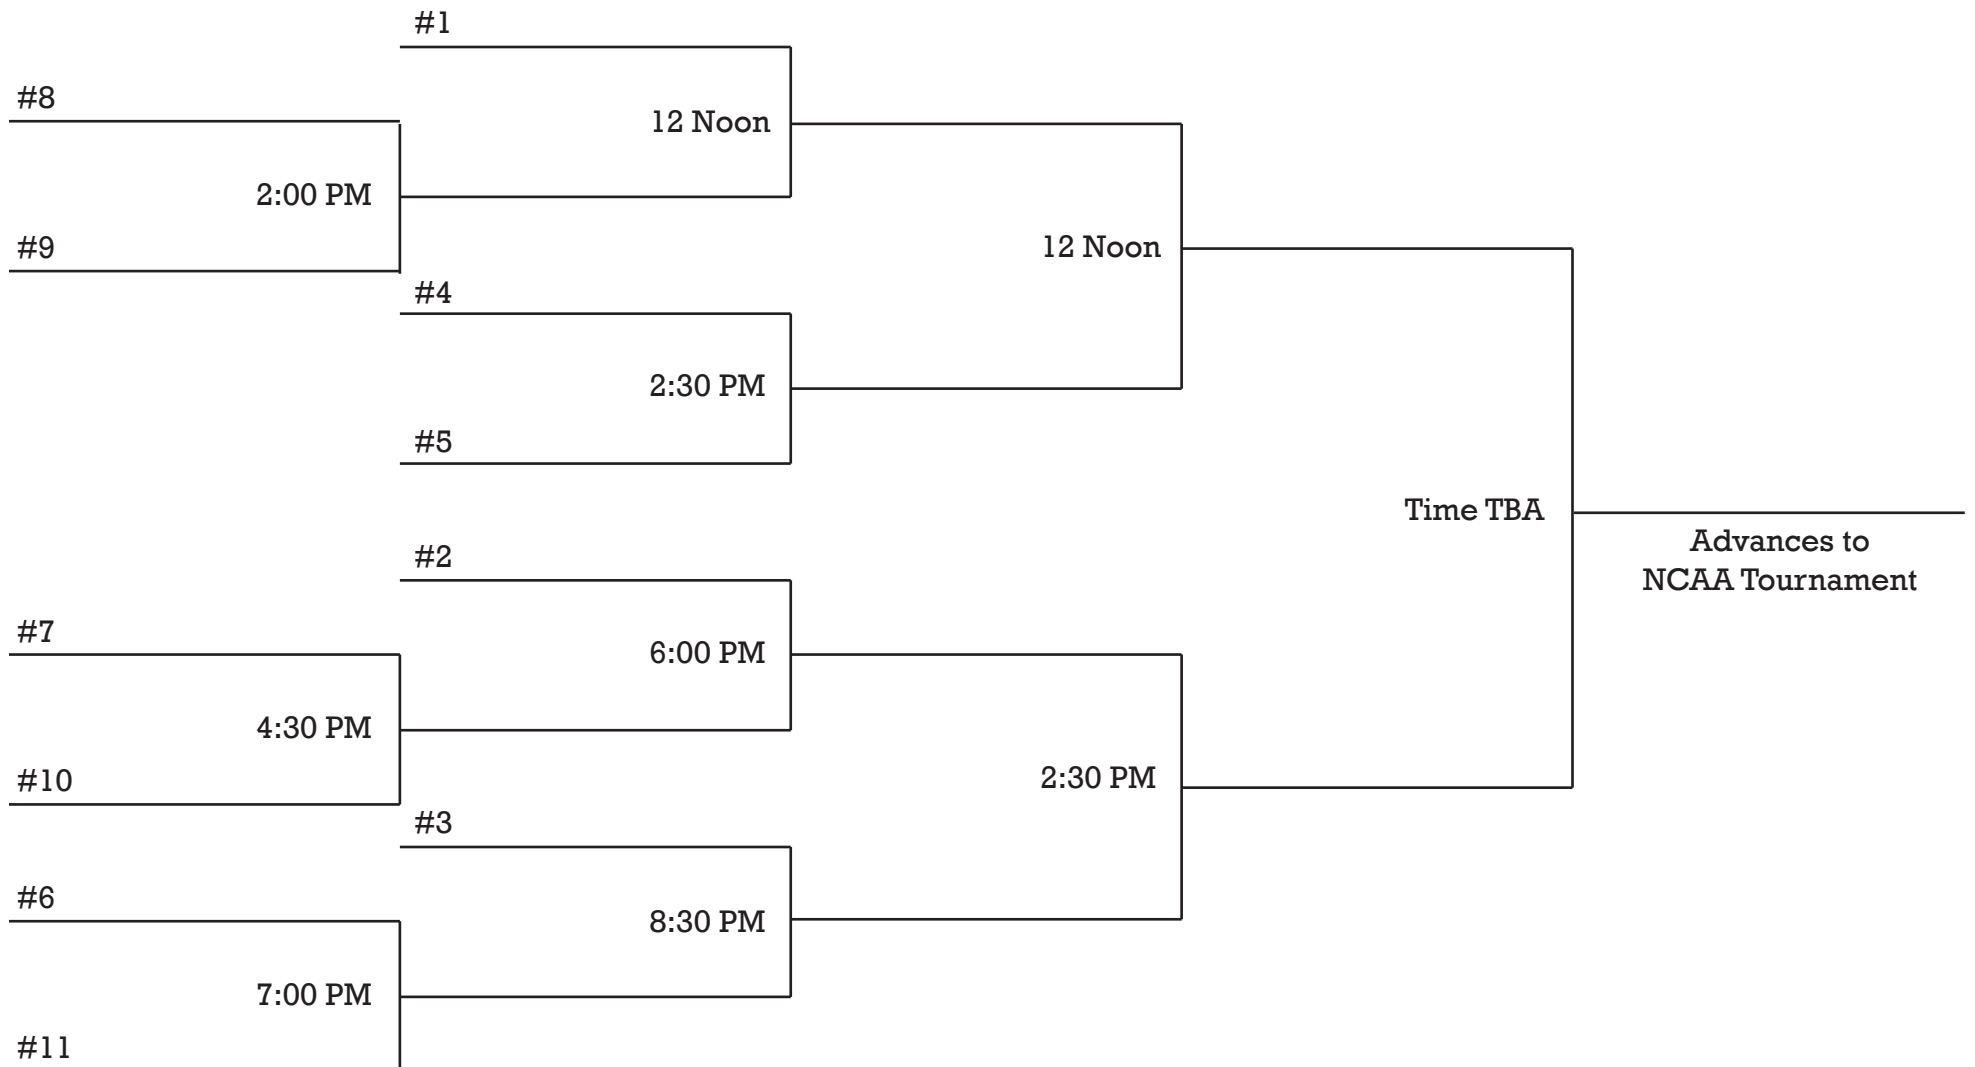 #1
#8
12 Noon
2:00 PM
#9
12 Noon
#4
2:30 PM
#5
Time TBA
Advances to
NCAA Tournament
#2
#7
6:00 PM
4:30 PM
#10
2:30 PM
#3
#6
8:30 PM
7:00 PM
#11